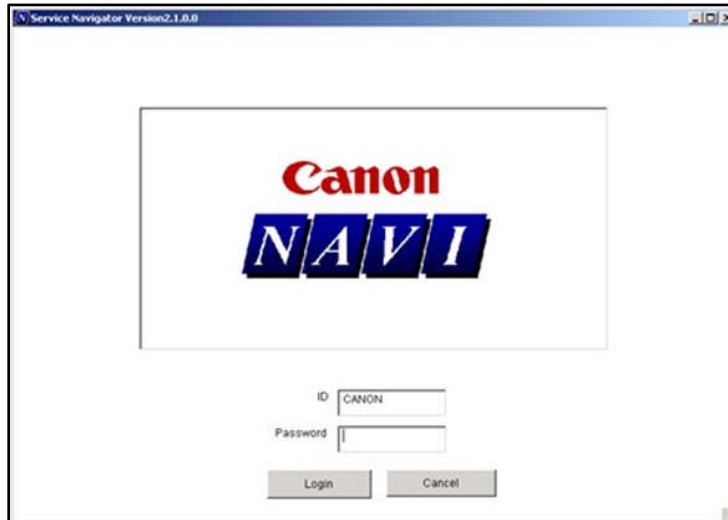 Service Navigator Version2.1.0.0
Canon
NAVI
ID CANON
Password
Login Cancel